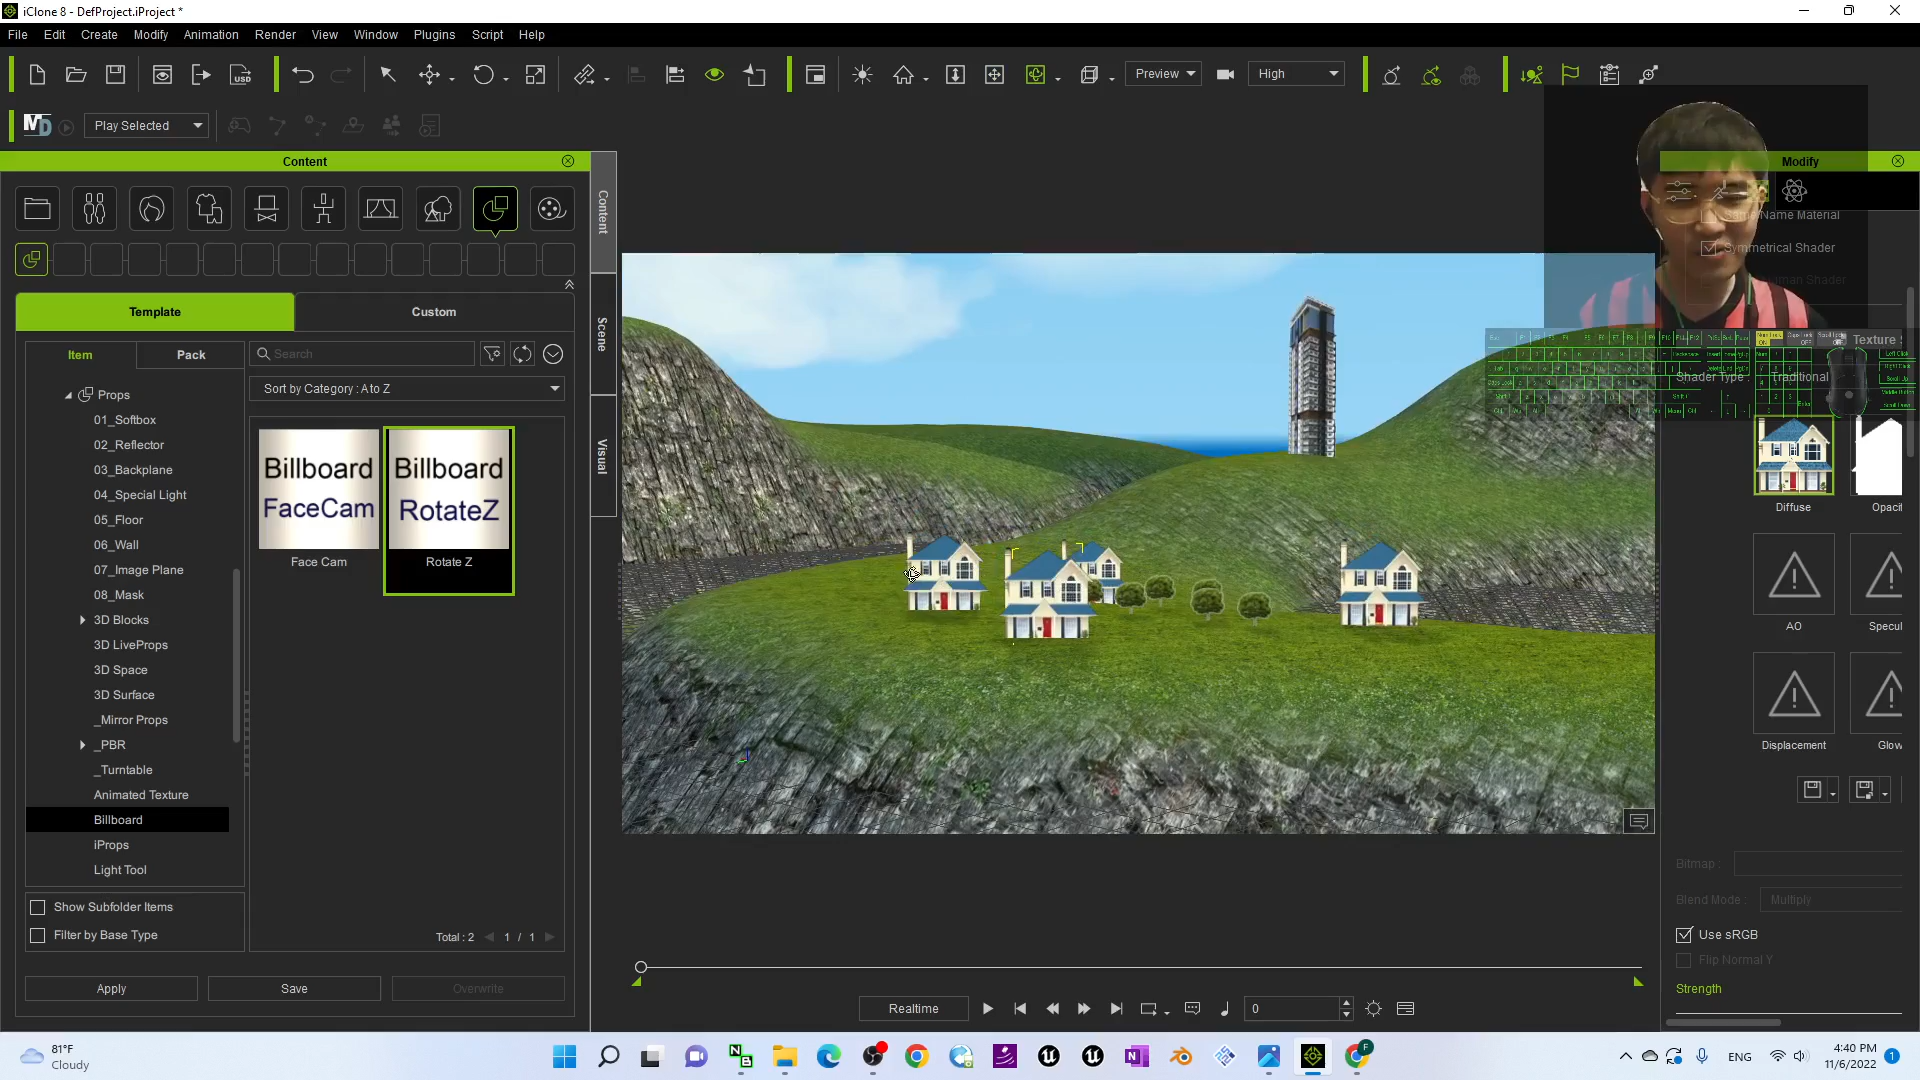 iClone 8 - DefProject.iProject *
File Edit Create Modify Animation Render View Window Plugins Script Help
Preview High
MD Play Selected
Content
Modify
Name Material
Symmetrical Shader
Shader
Content
Scene
Visual
Template Custom
Item Pack Search
Sort by Category : A to Z
Props
01_Softbox
02_Reflector
03_Backplane
04_Special Light
05_Floor
06_Wall
07_Image Plane
08_Mask
3D Blocks
3D LiveProps
3D Space
3D Surface
_Mirror Props
_PBR
_Turntable
Animated Texture
Billboard
iProps
Light Tool
Billboard
FaceCam
Face Cam
Billboard
RotateZ
Rotate Z
Show Subfolder Items
Filter by Base Type
Total : 2 1 / 1
Apply Save Overwrite
Texture S
Shader Type : Traditional
Diffuse Opaci
AO Specul
Displacement Glow
Bitmap :
Blend Mode : Multiply
Use sRGB
Flip Normal Y
Strength
Realtime 0
81°F
Cloudy
ENG
4:40 PM
11/6/2022
1